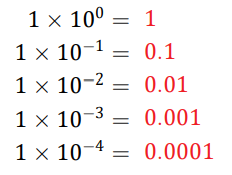 1 × 10⁰ = 1
1 × 10⁻¹ = 0.1
1 × 10⁻² = 0.01
1 × 10⁻³ = 0.001
1 × 10⁻⁴ = 0.0001